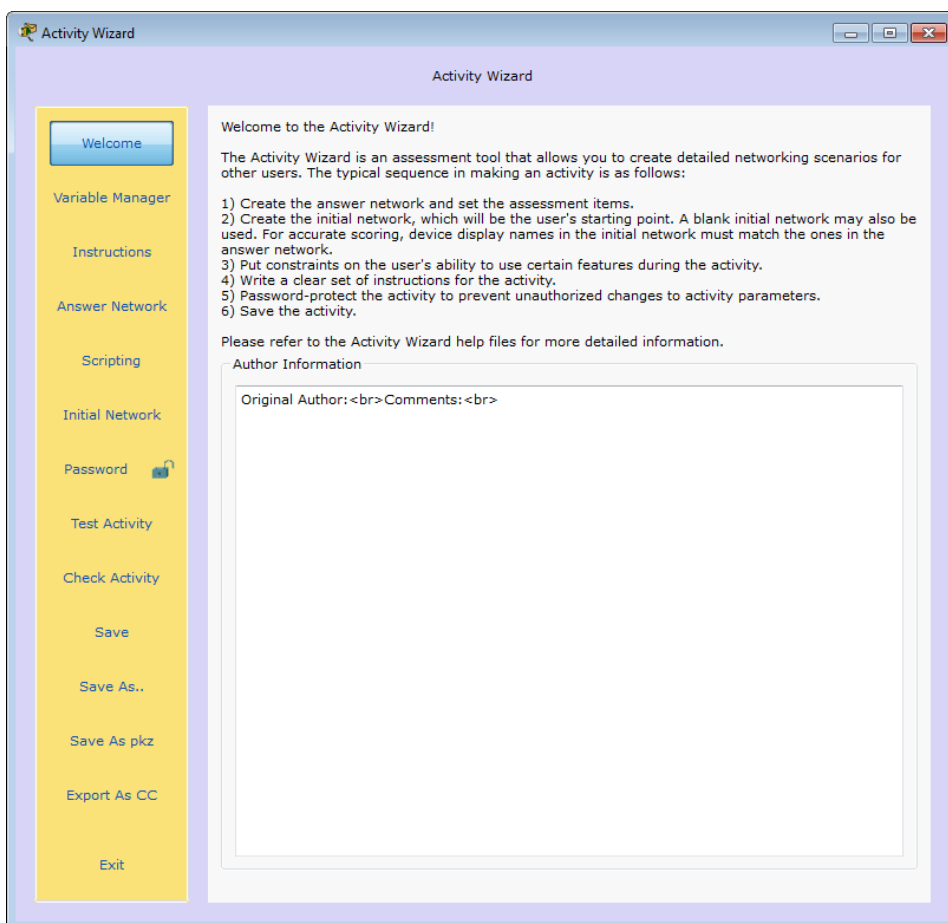 Activity Wizard
Activity Wizard
Welcome
Variable Manager
Instructions
Answer Network
Scripting
Initial Network
Password
Test Activity
Check Activity
Save
Save As..
Save As pkz
Export As CC
Exit
Welcome to the Activity Wizard!
The Activity Wizard is an assessment tool that allows you to create detailed networking scenarios for
other users. The typical sequence in making an activity is as follows:
1) Create the answer network and set the assessment items.
2) Create the initial network, which will be the user's starting point. A blank initial network may also be
used. For accurate scoring, device display names in the initial network must match the ones in the
answer network.
3) Put constraints on the user's ability to use certain features during the activity.
4) Write a clear set of instructions for the activity.
5) Password-protect the activity to prevent unauthorized changes to activity parameters.
6) Save the activity.
Please refer to the Activity Wizard help files for more detailed information.
Author Information
Original Author:<br>Comments:<br>